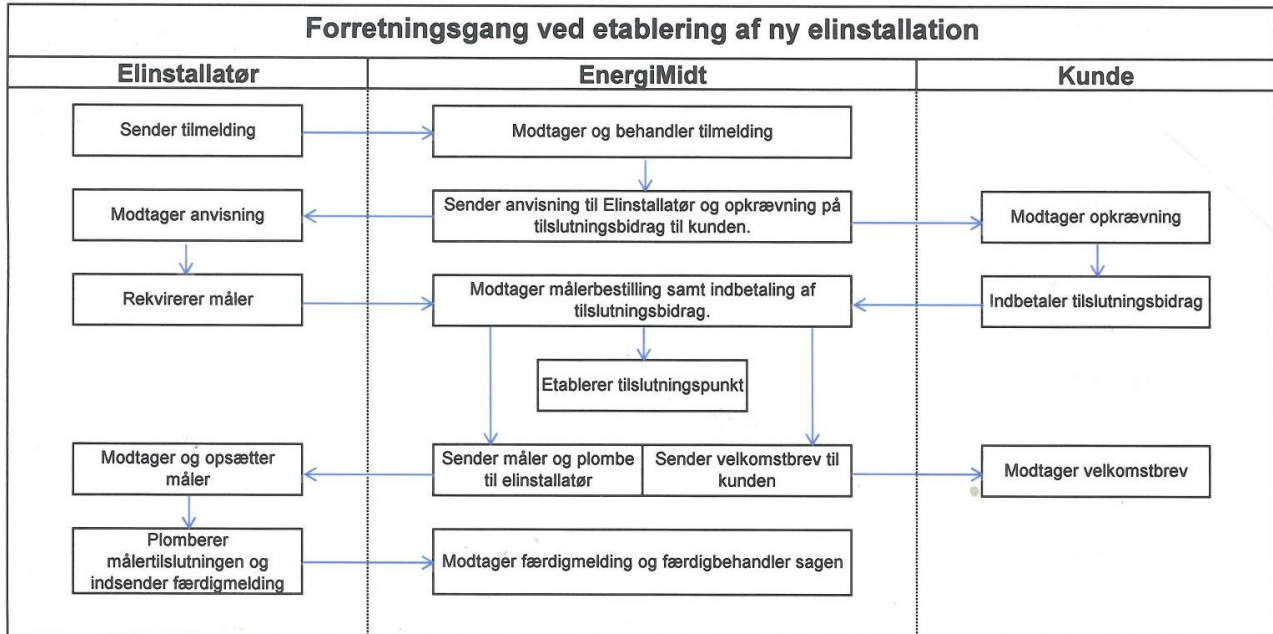 Forretningsgang ved etablering af ny elinstallation
Elinstallatør
EnergiMidt
Kunde
Sender tilmelding
Modtager og behandler tilmelding
Modtager anvisning
Sender anvisning til Elinstallatør og opkrævning på
tilslutningsbidrag til kunden.
Modtager opkrævning
Rekvirerer måler
Modtager målerbestilling samt indbetaling af
tilslutningsbidrag.
Indbetaler tilslutningsbidrag
Etablerer tilslutningspunkt
Modtager og opsætter
måler
Sender måler og plombe
til elinstallatør
Sender velkomstbrev til
kunden
Modtager velkomstbrev
Plomberer
målertilslutningen og
indsender færdigmelding
Modtager færdigmelding og færdigbehandler sagen